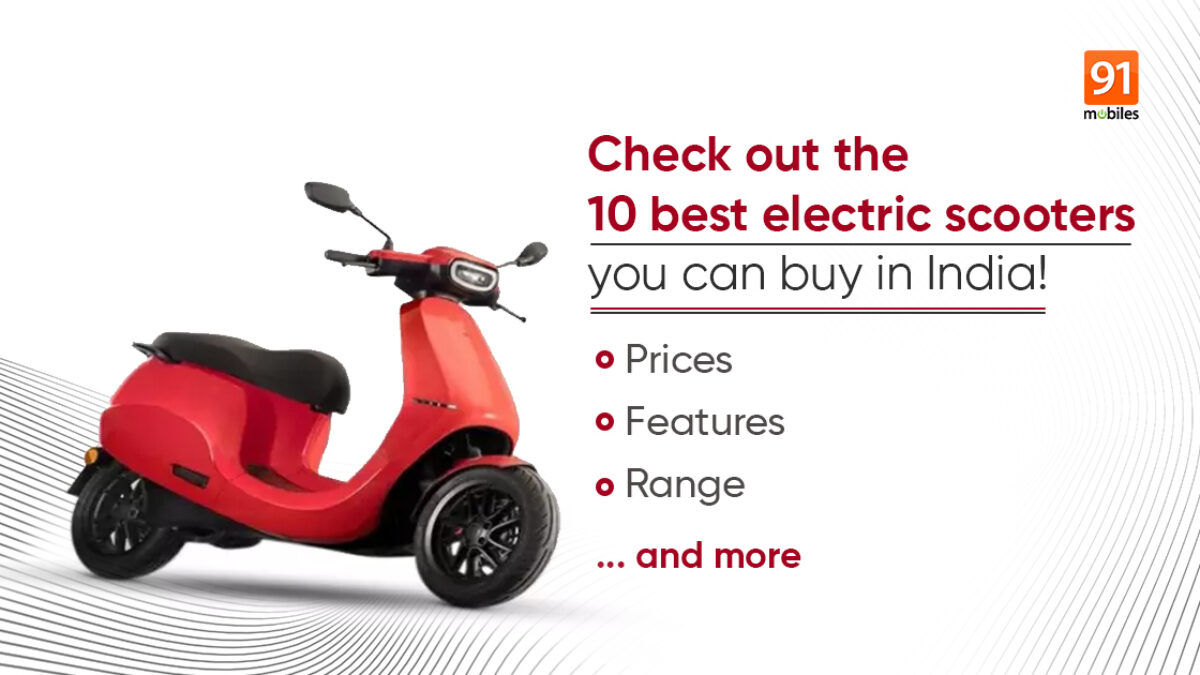 91
mobiles
Check out the
10 best electric scooters
you can buy in India!
Prices
Features
Range
... and more